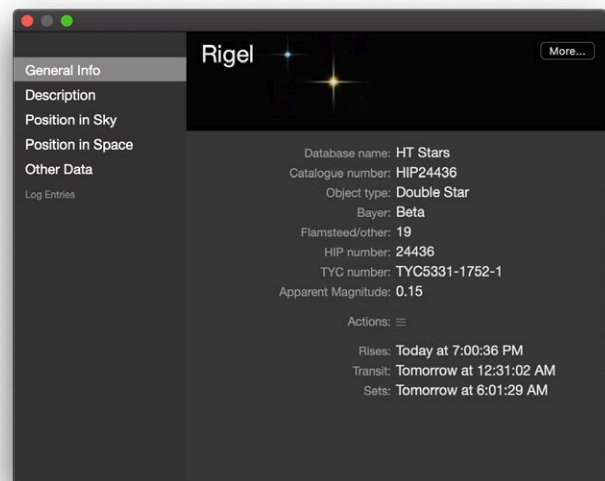 Rigel
More...
General Info
Description
Position in Sky
Position in Space
Other Data
Log Entries
Database name: HT Stars
Catalogue number: HIP24436
Object type: Double Star
Bayer: Beta
Flamsteed/other: 19
HIP number: 24436
TYC number: TYC5331-1752-1
Apparent Magnitude: 0.15
Actions:
Rises: Today at 7:00:36 PM
Transit: Tomorrow at 12:31:02 AM
Sets: Tomorrow at 6:01:29 AM